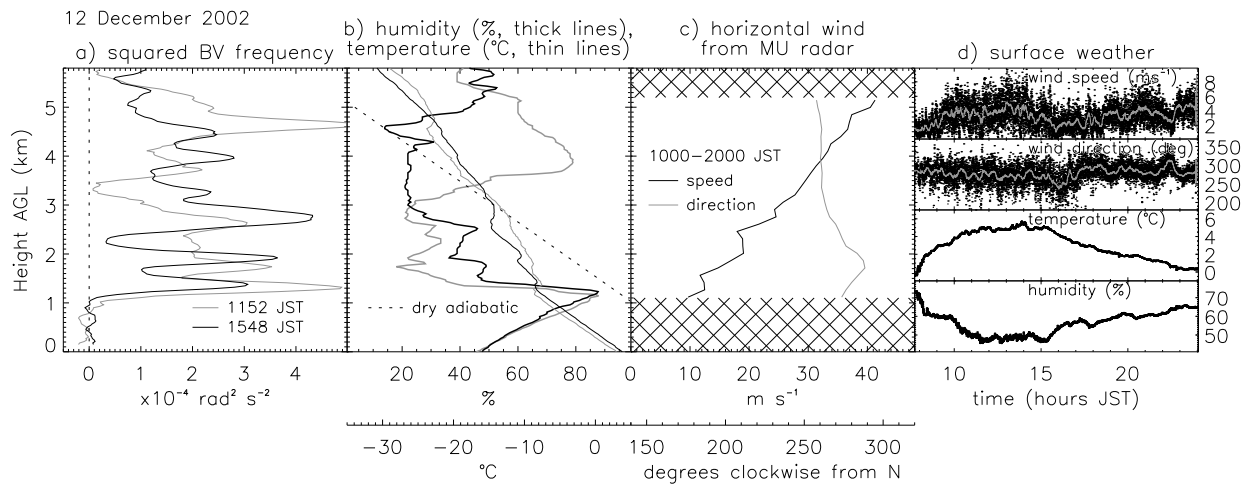 12 December 2002
a) squared BV frequency
b) humidity (%, thick lines),
temperature (°C, thin lines)
c) horizontal wind
from MU radar
d) surface weather
Height AGL (km)
5
4
3
2
1
0
1152 JST
1548 JST
0 1 2 3 4
x10⁻⁴ rad² s⁻²
dry adiabatic
20 40 60 80
%
−30 −20 −10 0
°C
1000−2000 JST
speed
direction
0 10 20 30 40
m s⁻¹
150 200 250 300
degrees clockwise from N
wind speed (ms⁻¹)
8
6
4
2
wind direction (deg)
350
300
250
200
temperature (°C)
6
4
2
0
humidity (%)
70
60
50
10 15 20
time (hours JST)